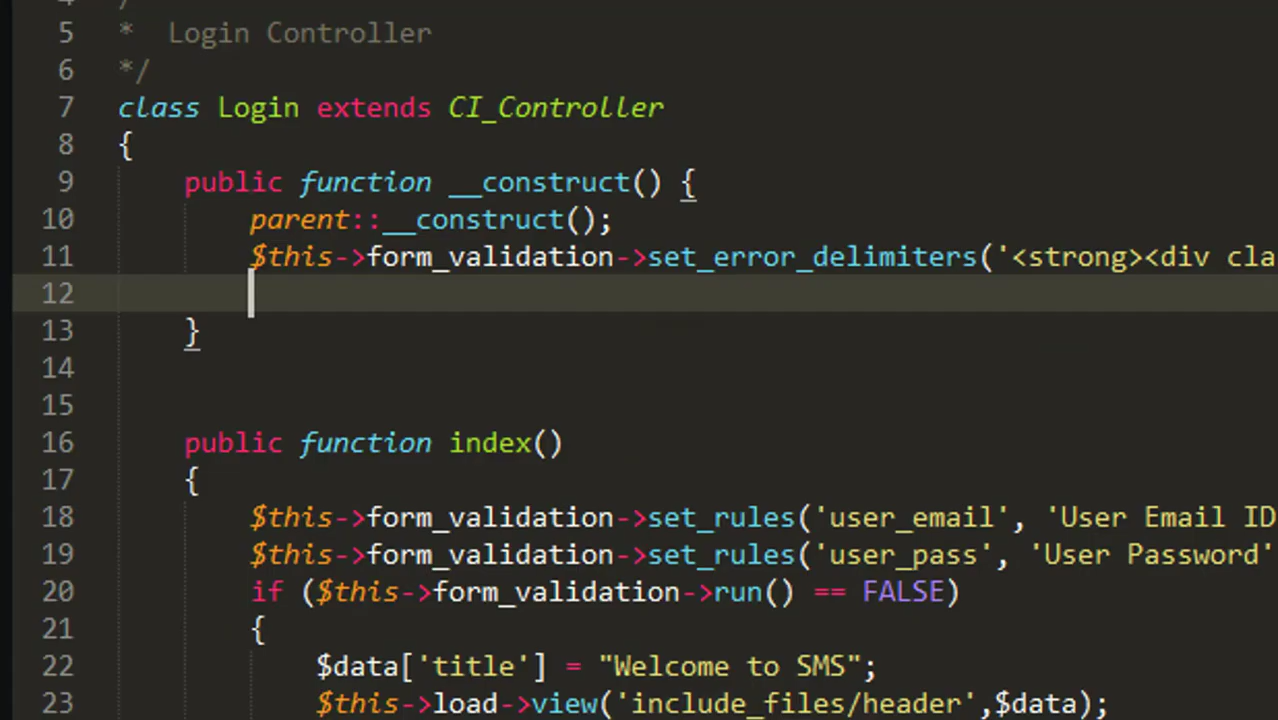 4 /
5 *  Login Controller
6 */
7 class Login extends CI_Controller
8 {
9 public function __construct() {
10 parent::__construct();
11 $this->form_validation->set_error_delimiters('<strong><div cla
12
13 }
14
15
16 public function index()
17 {
18 $this->form_validation->set_rules('user_email', 'User Email ID
19 $this->form_validation->set_rules('user_pass', 'User Password'
20 if ($this->form_validation->run() == FALSE)
21 {
22 $data['title'] = "Welcome to SMS";
23 $this->load->view('include_files/header',$data);